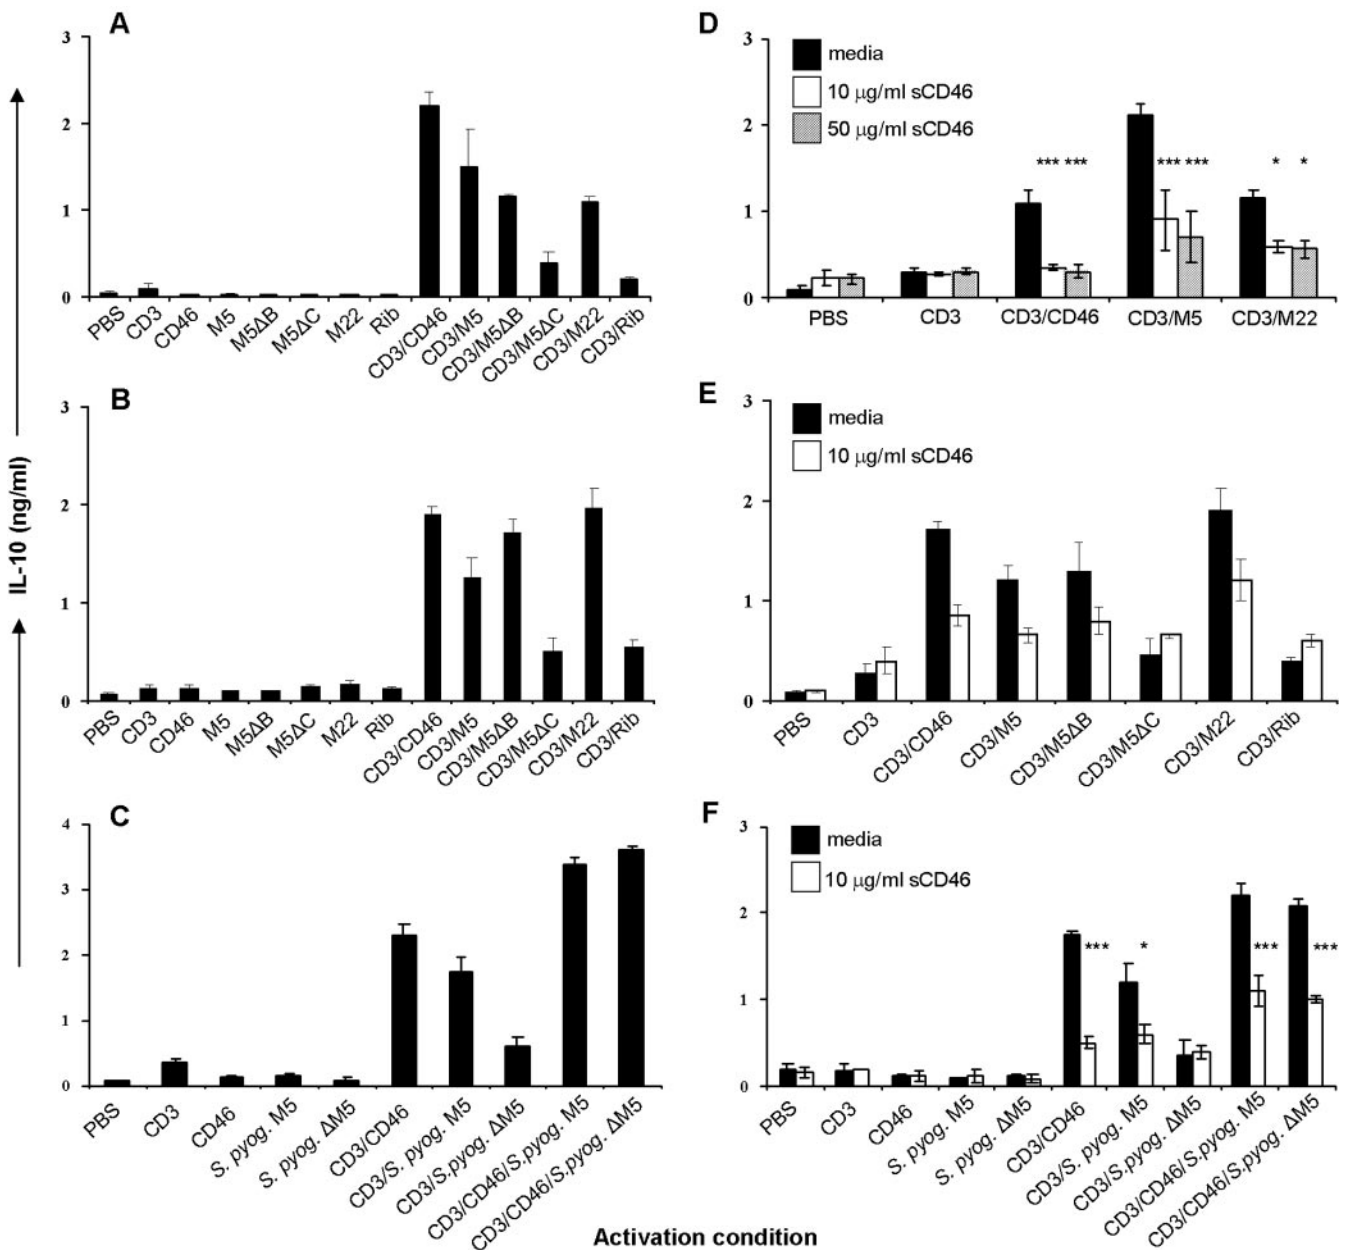 A
3
2
1
0
PBS
CD3
CD46
M5
M5ΔB
M5ΔC
M22
Rib
CD3/CD46
CD3/M5
CD3/M5ΔB
CD3/M5ΔC
CD3/M22
CD3/Rib
B
3
2
1
0
PBS
CD3
CD46
M5
M5ΔB
M5ΔC
M22
Rib
CD3/CD46
CD3/M5
CD3/M5ΔB
CD3/M5ΔC
CD3/M22
CD3/Rib
IL-10 (ng/ml)
C
4
3
2
1
0
PBS
CD3
CD46
S. pyog. M5
S. pyog. ΔM5
CD3/CD46
CD3/S. pyog. M5
CD3/S.pyog. ΔM5
CD3/CD46/S.pyog. M5
CD3/CD46/S.pyog. ΔM5
D
media
10 μg/ml sCD46
50 μg/ml sCD46
3
2
1
0
*** ***
*** ***
* *
PBS
CD3
CD3/CD46
CD3/M5
CD3/M22
E
media
10 μg/ml sCD46
3
2
1
0
PBS
CD3
CD3/CD46
CD3/M5
CD3/M5ΔB
CD3/M5ΔC
CD3/M22
CD3/Rib
F
media
10 μg/ml sCD46
3
2
1
0
***
*
***
***
PBS
CD3
CD46
S. pyog. M5
S. pyog. ΔM5
CD3/CD46
CD3/S. pyog. M5
CD3/S.pyog. ΔM5
CD3/CD46/S.pyog. M5
CD3/CD46/S.pyog. ΔM5
Activation condition